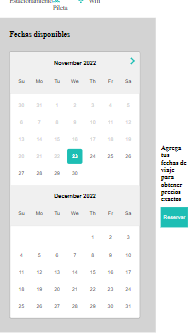 Estacionamiento
Pileta
Wifi
Fechas disponibles
November 2022
Su Mo Tu We Th Fr Sa
30 31 1 2 3 4 5
6 7 8 9 10 11 12
13 14 15 16 17 18 19
20 21 22 23 24 25 26
27 28 29 30
December 2022
Su Mo Tu We Th Fr Sa
1 2 3
4 5 6 7 8 9 10
11 12 13 14 15 16 17
18 19 20 21 22 23 24
25 26 27 28 29 30 31
Agrega
tus
fechas de
viaje
para
obtener
precios
exactos
Reservar